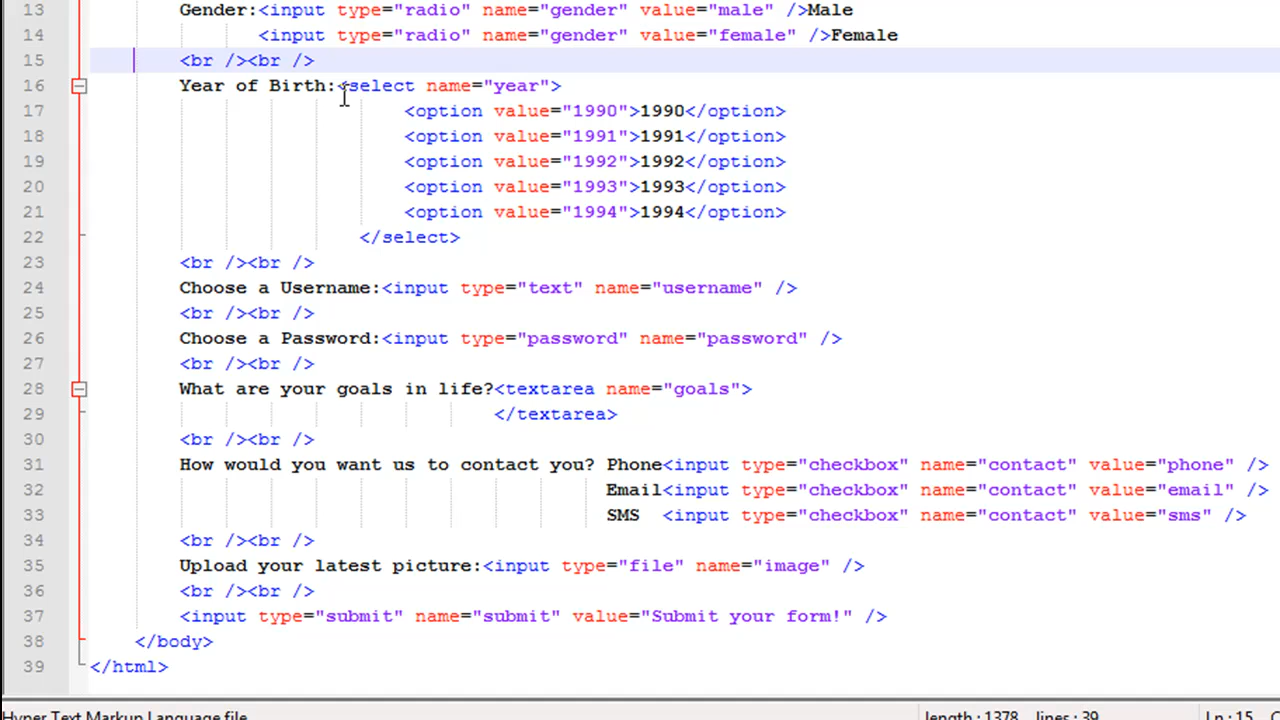 13 Gender:<input type="radio" name="gender" value="male" />Male
14 <input type="radio" name="gender" value="female" />Female
15 <br /><br />
16 Year of Birth:<select name="year">
17 <option value="1990">1990</option>
18 <option value="1991">1991</option>
19 <option value="1992">1992</option>
20 <option value="1993">1993</option>
21 <option value="1994">1994</option>
22 </select>
23 <br /><br />
24 Choose a Username:<input type="text" name="username" />
25 <br /><br />
26 Choose a Password:<input type="password" name="password" />
27 <br /><br />
28 What are your goals in life?<textarea name="goals">
29 </textarea>
30 <br /><br />
31 How would you want us to contact you? Phone<input type="checkbox" name="contact" value="phone" />
32 Email<input type="checkbox" name="contact" value="email" />
33 SMS <input type="checkbox" name="contact" value="sms" />
34 <br /><br />
35 Upload your latest picture:<input type="file" name="image" />
36 <br /><br />
37 <input type="submit" name="submit" value="Submit your form!" />
38 </body>
39 </html>
Hyper Text Markup Language file length : 1378 lines : 39 Ln : 15